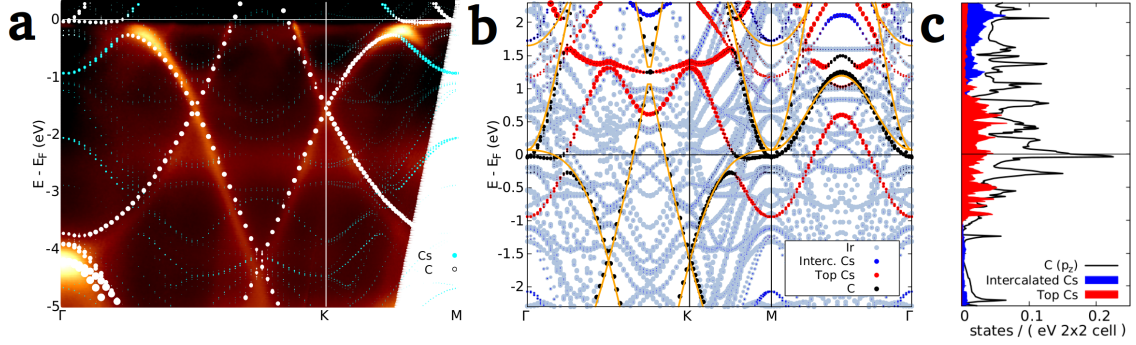 a
0
-1
-2
-3
-4
-5
E - E_F (eV)
Γ
K
M
Cs
C
b
2
1.5
1
0.5
0
-0.5
-1
-1.5
-2
E - E_F (eV)
Γ
K
M
Γ
Ir
Interc. Cs
Top Cs
C
c
C (p_z)
Intercalated Cs
Top Cs
0
0.1
0.2
states / ( eV 2x2 cell )